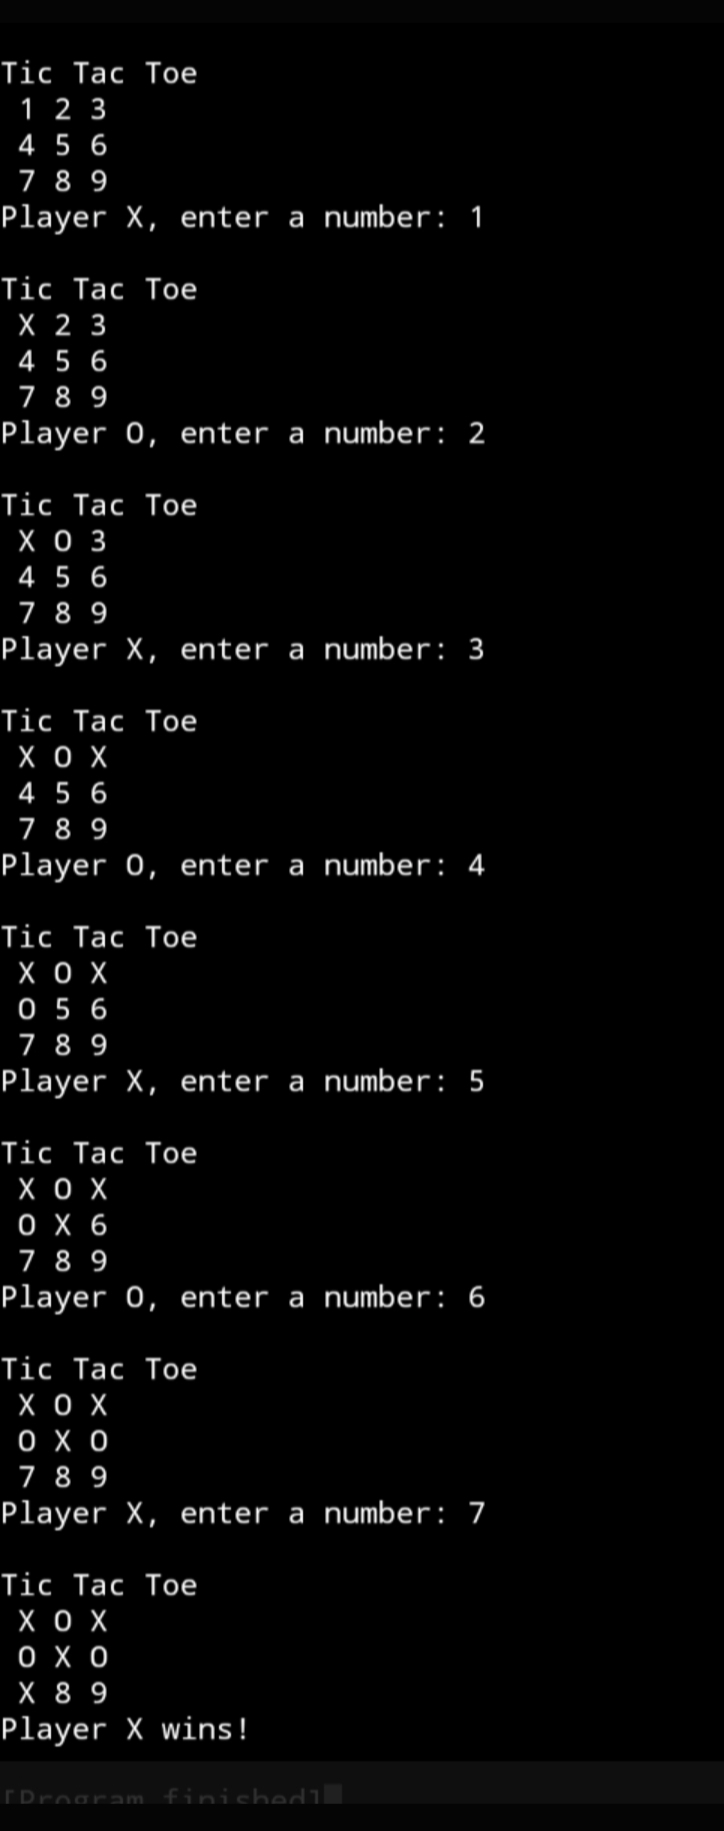 Tic Tac Toe
1 2 3
4 5 6
7 8 9
Player X, enter a number: 1
Tic Tac Toe
X 2 3
4 5 6
7 8 9
Player O, enter a number: 2
Tic Tac Toe
X O 3
4 5 6
7 8 9
Player X, enter a number: 3
Tic Tac Toe
X O X
4 5 6
7 8 9
Player O, enter a number: 4
Tic Tac Toe
X O X
O 5 6
7 8 9
Player X, enter a number: 5
Tic Tac Toe
X O X
O X 6
7 8 9
Player O, enter a number: 6
Tic Tac Toe
X O X
O X O
7 8 9
Player X, enter a number: 7
Tic Tac Toe
X O X
O X O
X 8 9
Player X wins!
[Program finished]